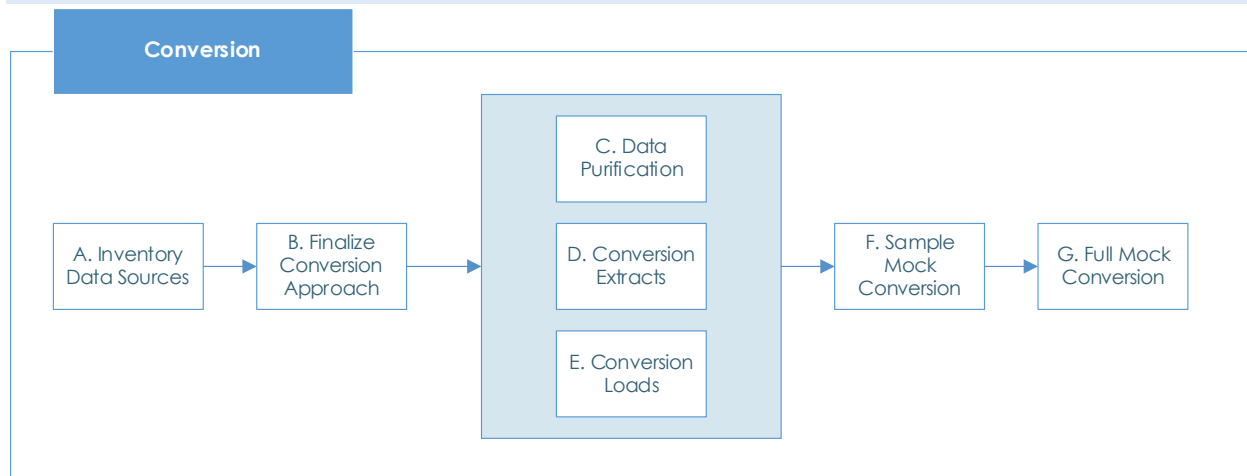 Conversion
A. Inventory
Data Sources
B. Finalize
Conversion
Approach
C. Data
Purification
D. Conversion
Extracts
E. Conversion
Loads
F. Sample
Mock
Conversion
G. Full Mock
Conversion